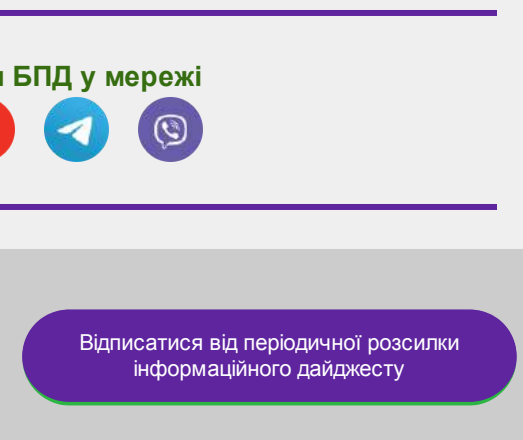 БПД у мережі
Відписатися від періодичної розсилки
інформаційного дайджесту